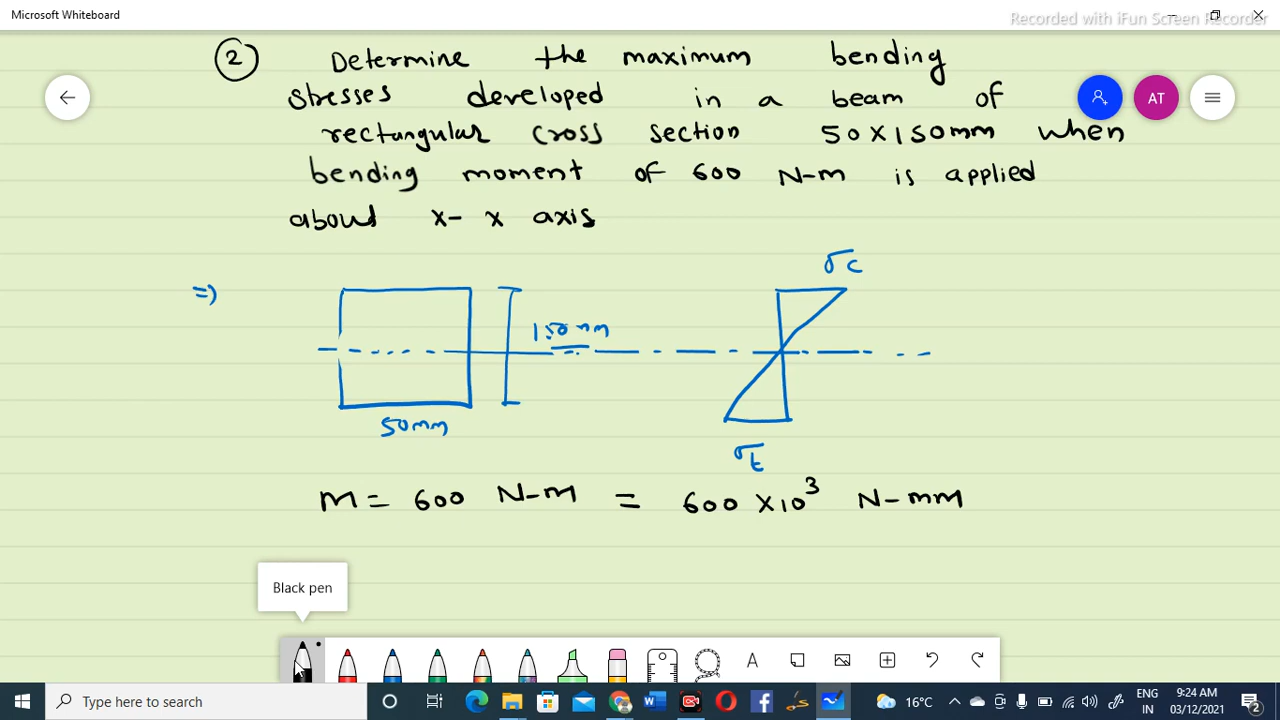 Microsoft Whiteboard
Recorded with iFun Screen Recorder
② Determine the maximum bending
stresses developed in a beam of
AT
rectangular cross section 50x150mm when
bending moment of 600 N-m is applied
about x-x axis
σc
=>
150mm
50mm
σt
M = 600 N-m = 600 x10³ N-mm
Black pen
A
Type here to search
W
16°C
ENG
IN
9:24 AM
03/12/2021
2